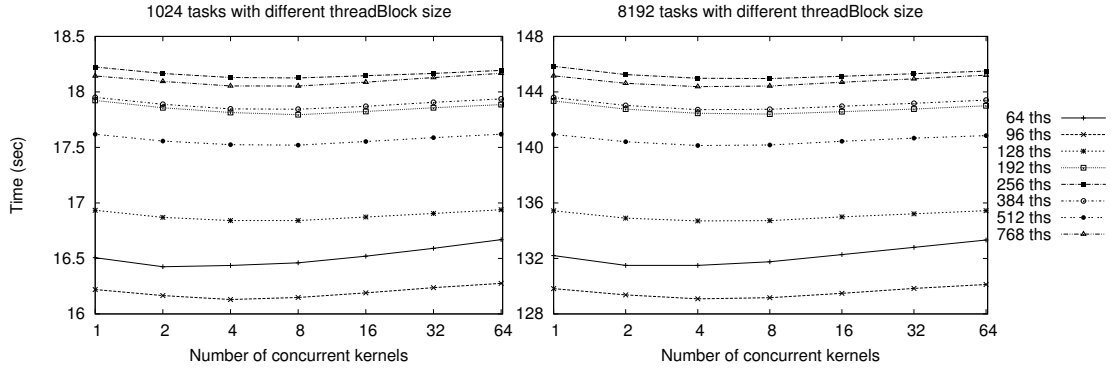 1024 tasks with different threadBlock size
18.5
18
17.5
17
16.5
16
Time (sec)
1 2 4 8 16 32 64
Number of concurrent kernels
8192 tasks with different threadBlock size
148
144
140
136
132
128
1 2 4 8 16 32 64
Number of concurrent kernels
64 ths
96 ths
128 ths
192 ths
256 ths
384 ths
512 ths
768 ths